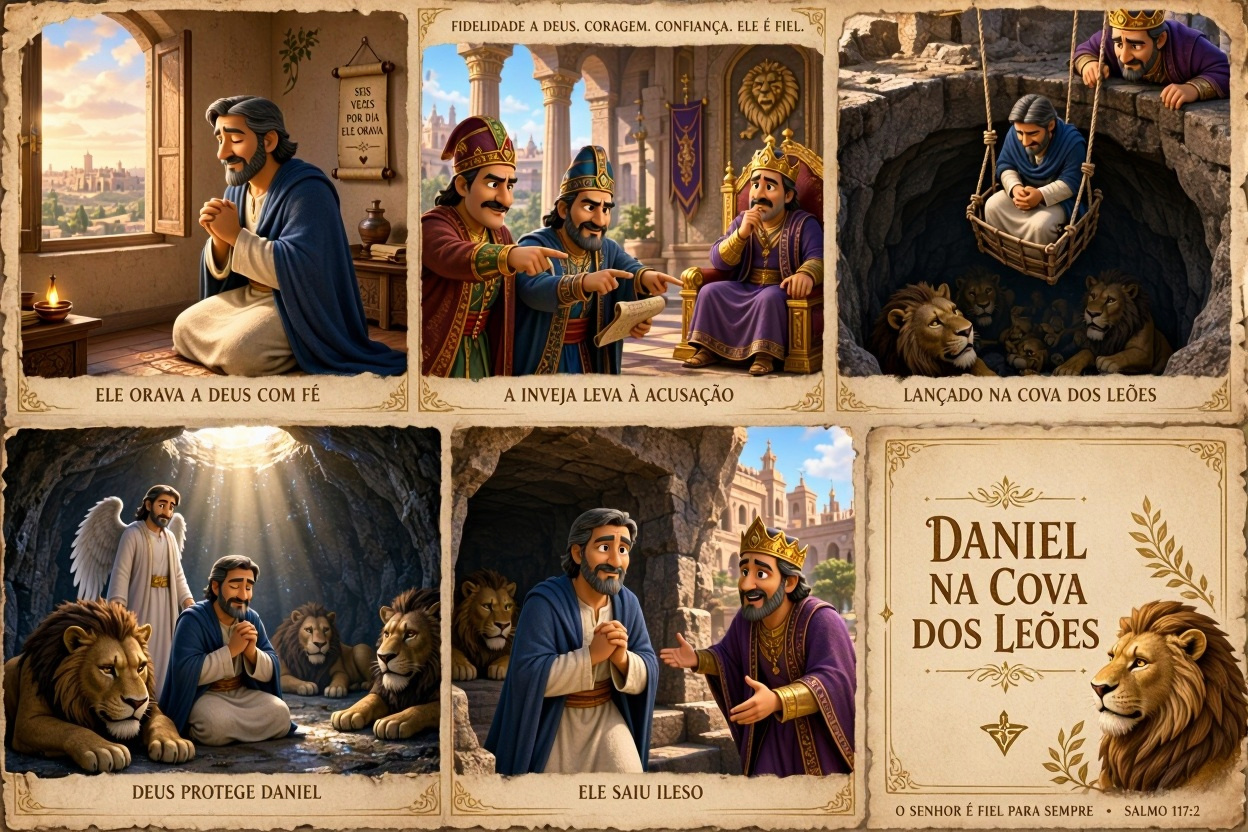 FIDELIDADE A DEUS. CORAGEM. CONFIANÇA. ELE É FIEL.
SEIS
VEZES
POR DIA
ELE ORAVA
ELE ORAVA A DEUS COM FÉ
A INVEJA LEVA À ACUSAÇÃO
LANÇADO NA COVA DOS LEÕES
DEUS PROTEGE DANIEL
ELE SAIU ILESO
DANIEL
NA COVA
DOS LEÕES
O SENHOR É FIEL PARA SEMPRE • SALMO 117:2